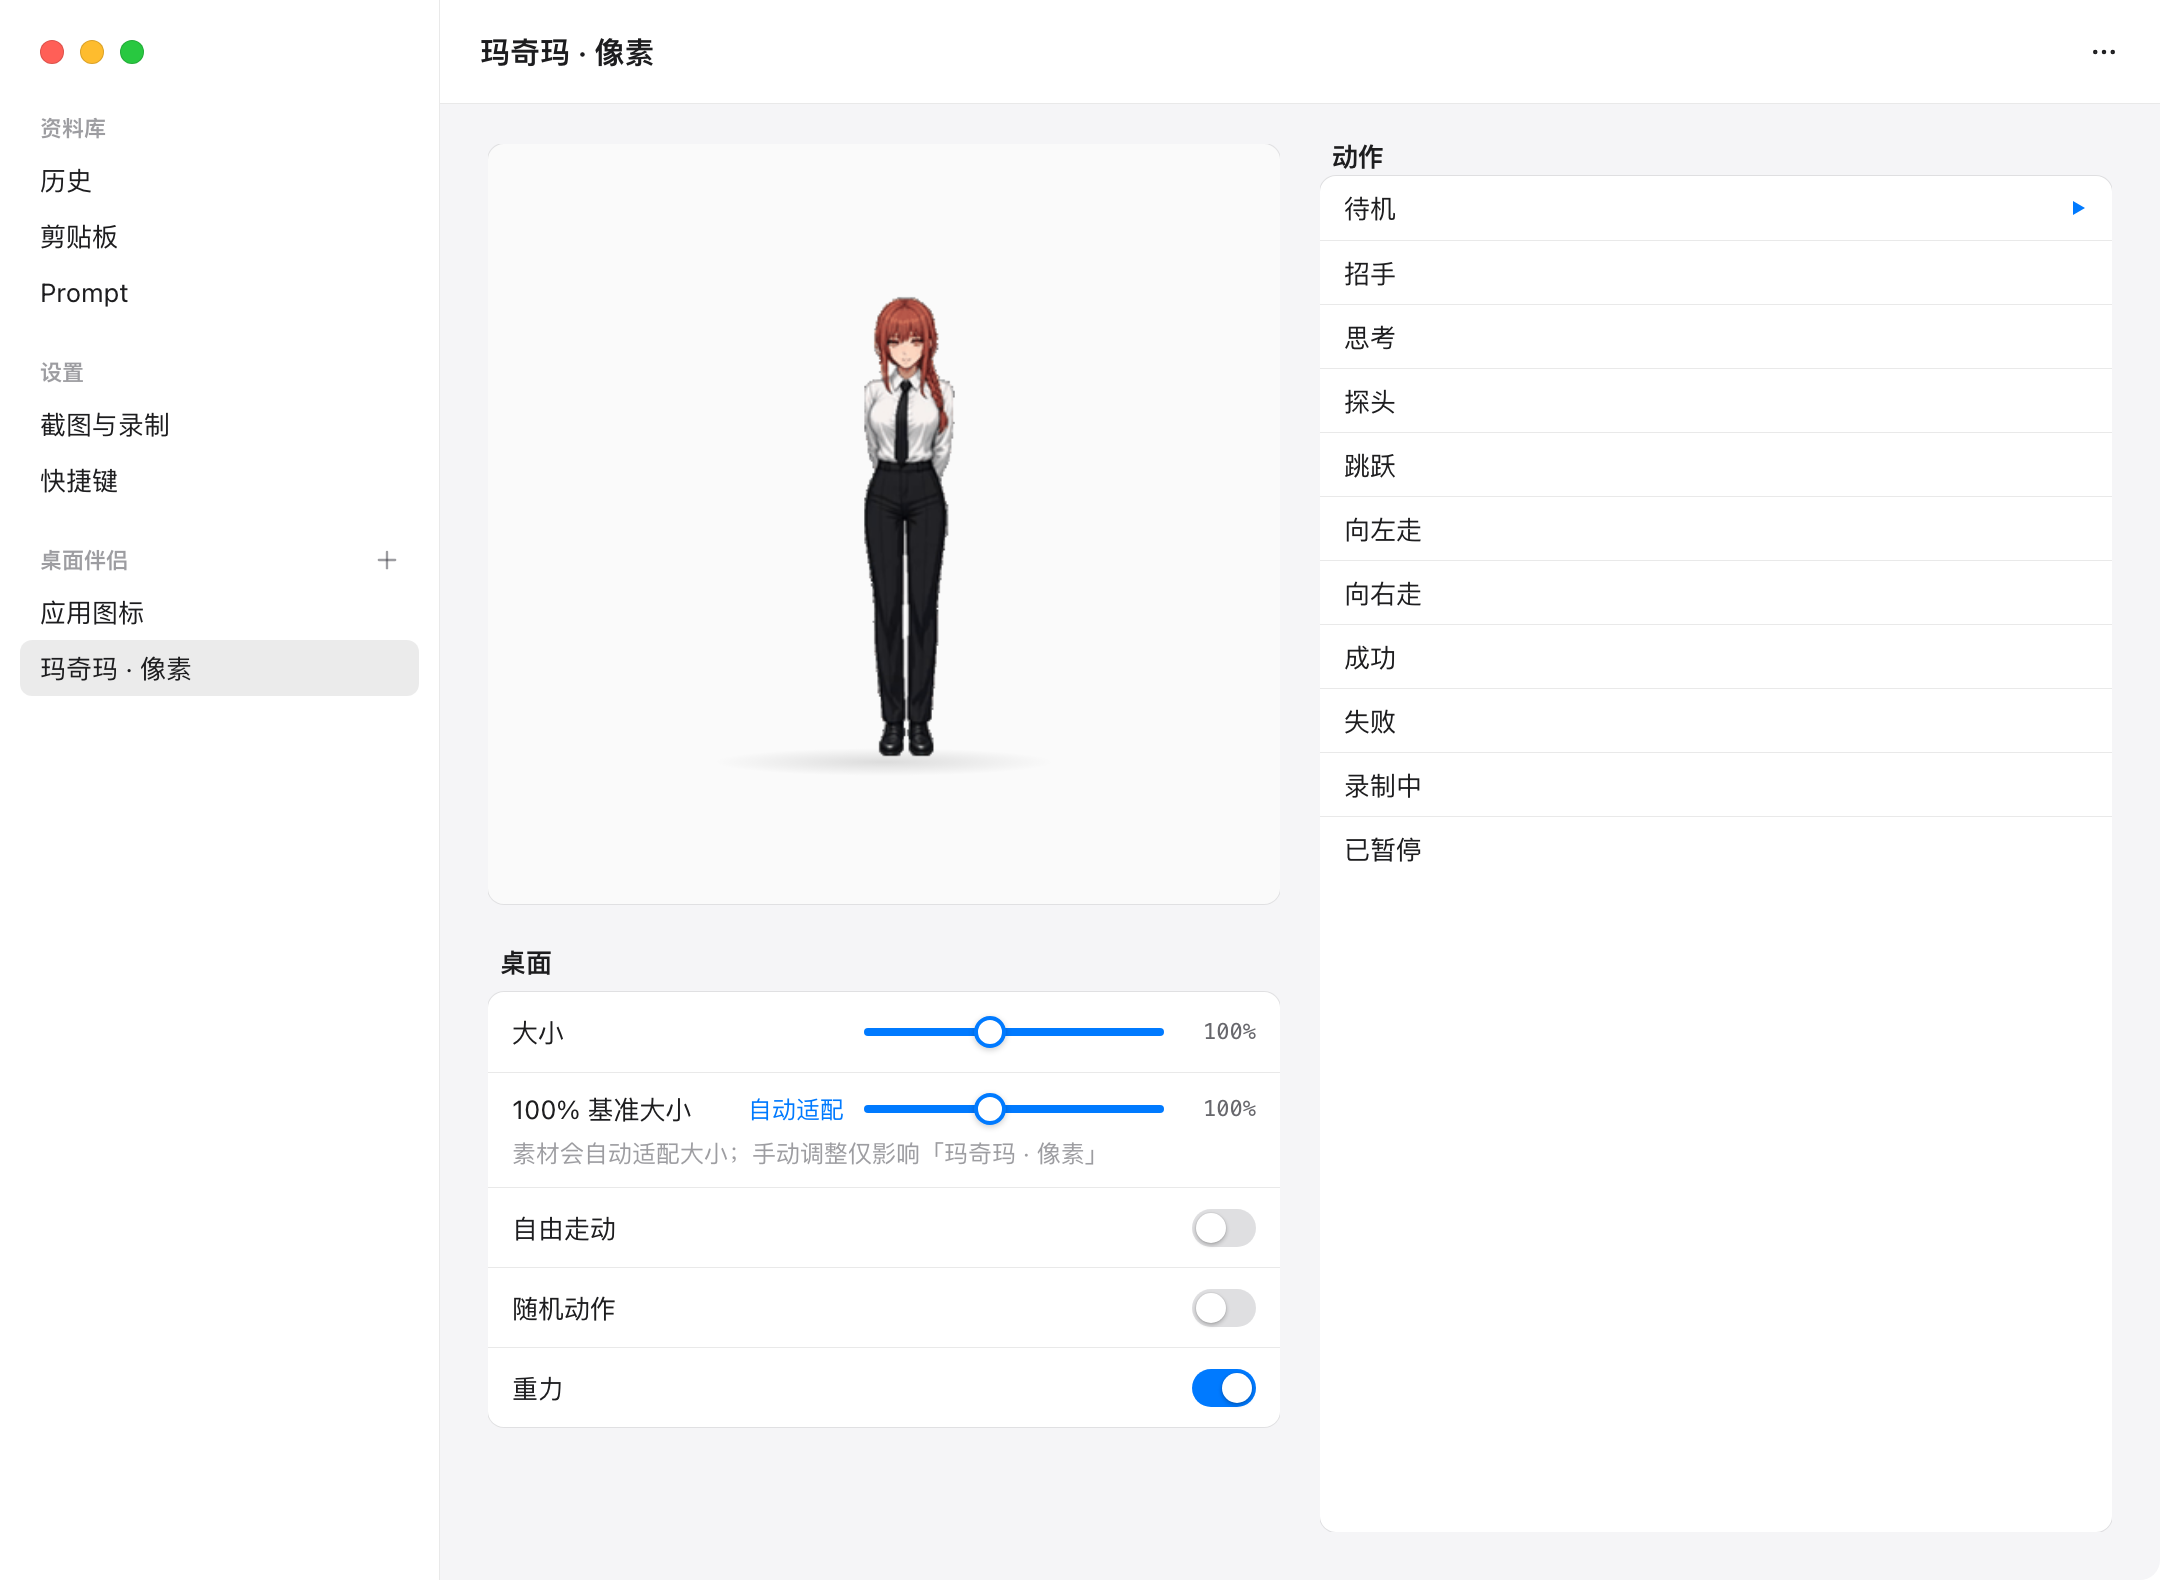 资料库
历史
剪贴板
Prompt
设置
截图与录制
快捷键
桌面伴侣
应用图标
玛奇玛 · 像素
玛奇玛 · 像素
动作
待机
招手
思考
探头
跳跃
向左走
向右走
成功
失败
录制中
已暂停
桌面
大小 100%
100% 基准大小 自动适配 100%
素材会自动适配大小；手动调整仅影响「玛奇玛 · 像素」
自由走动
随机动作
重力